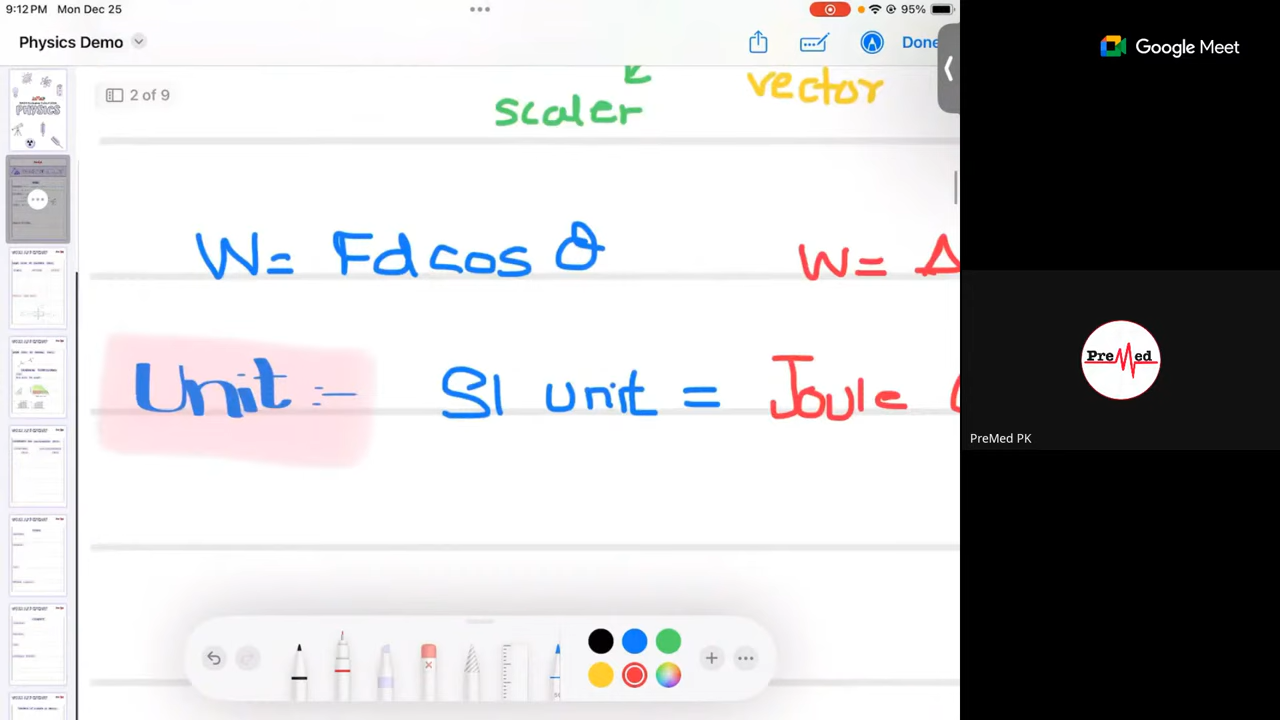 9:12 PM Mon Dec 25
95%
Physics Demo
Done
Google Meet
2 of 9
scaler
vector
W= Fd cos θ
W= Δ
Unit :-
SI unit = Joule (
PreMed
PreMed PK
PHYSICS